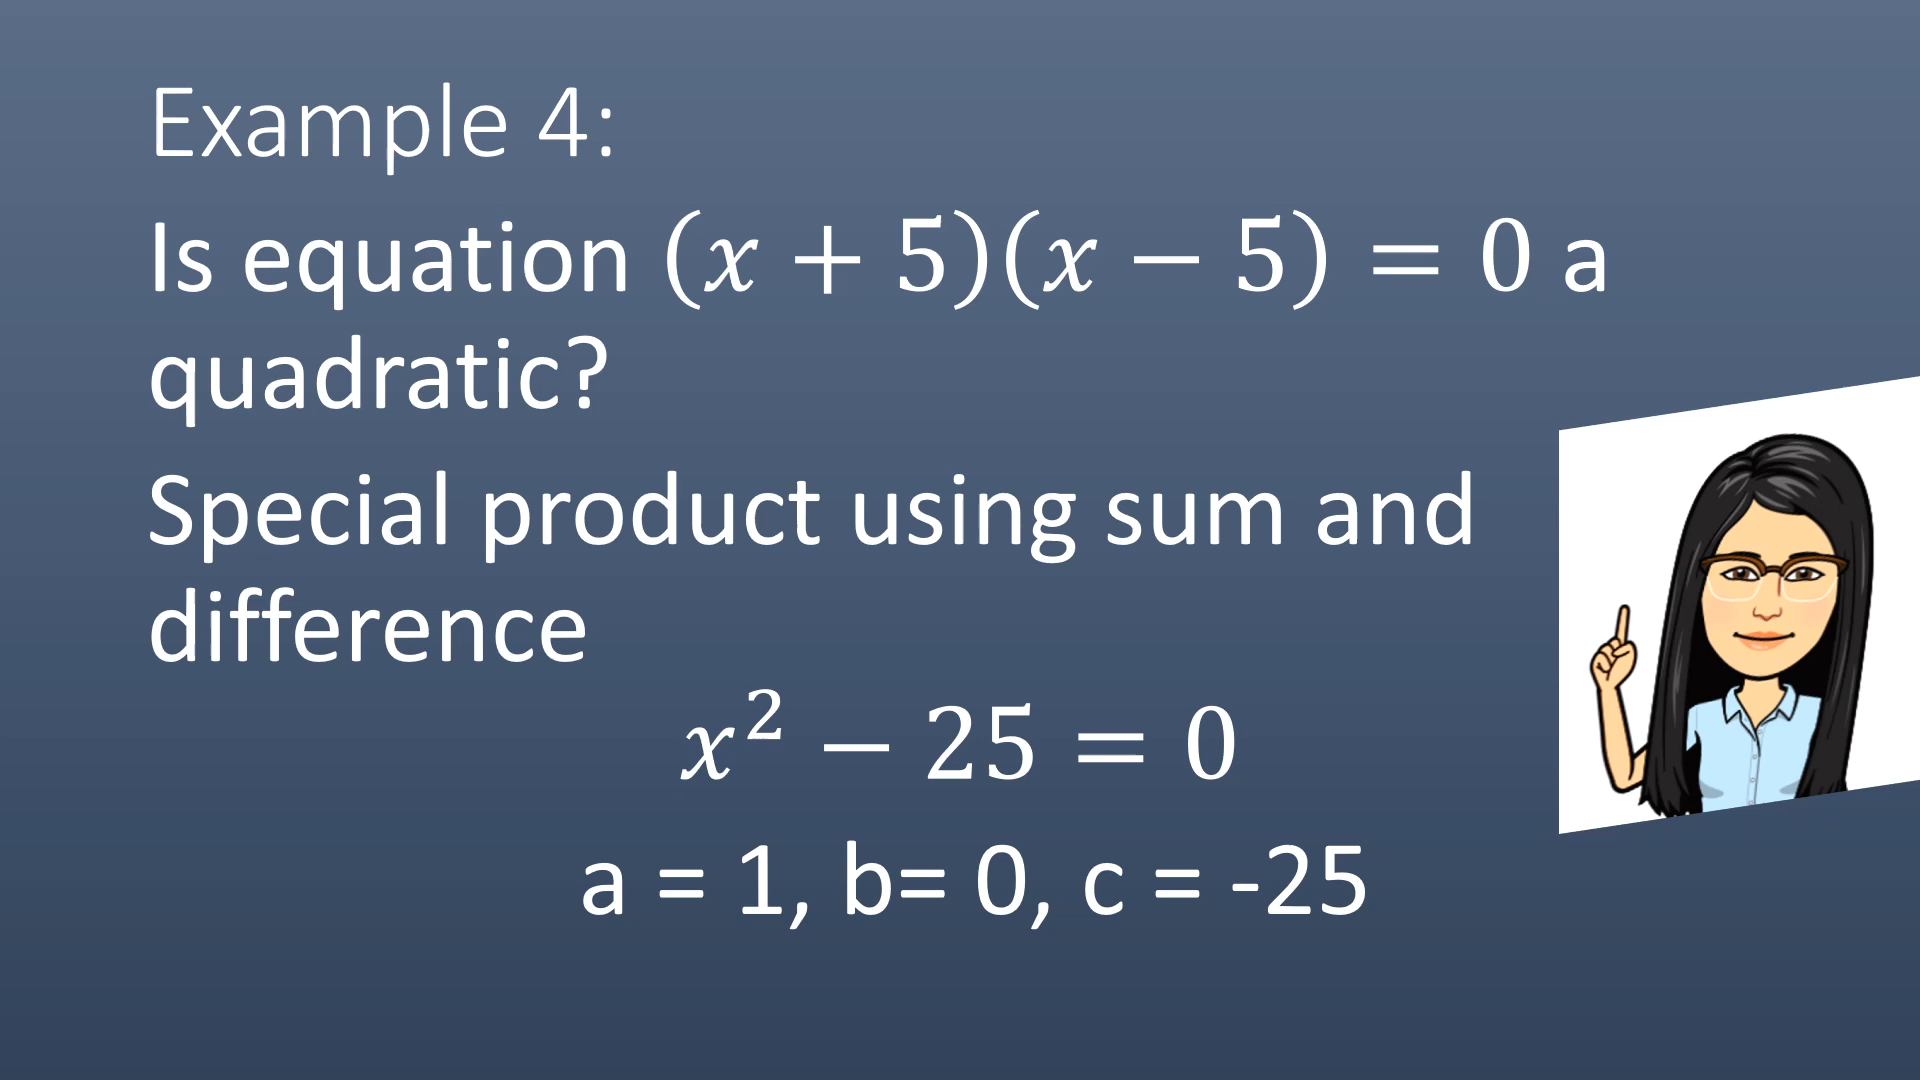 Example 4:
Is equation (𝑥 + 5)(𝑥 − 5) = 0 a
quadratic?
Special product using sum and
difference
𝑥² − 25 = 0
a = 1, b= 0, c = -25